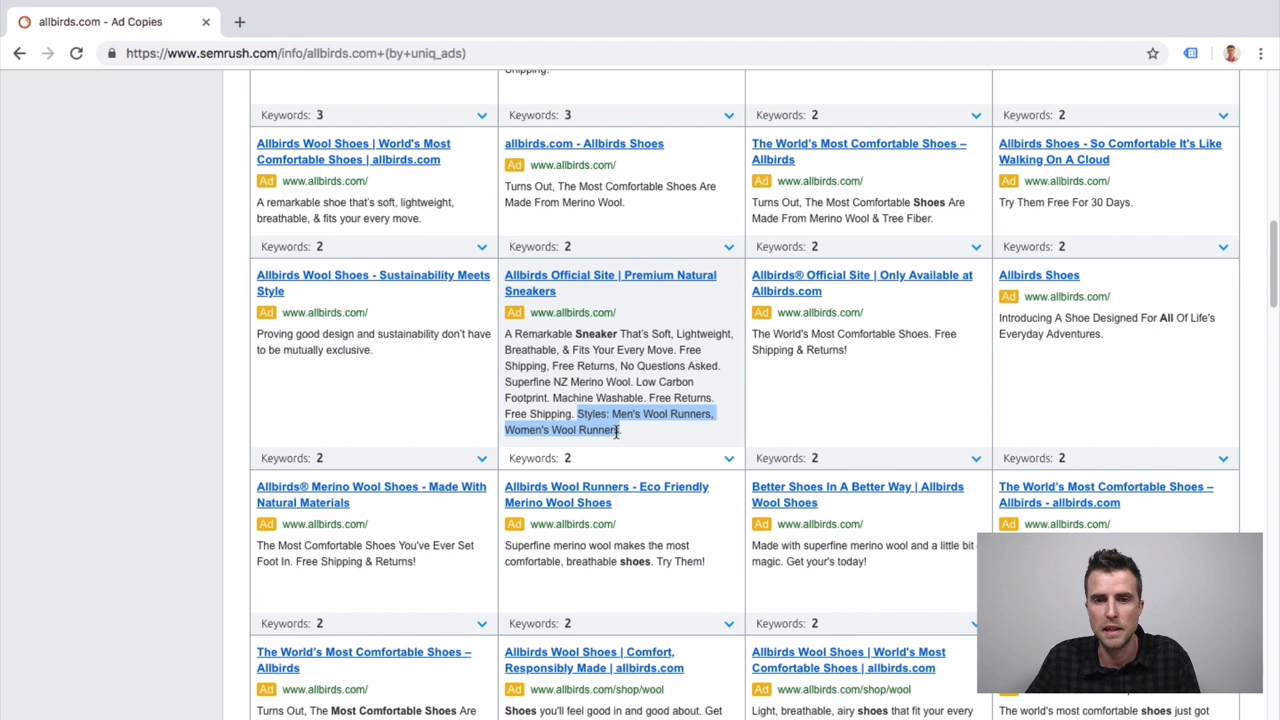 allbirds.com - Ad Copies
https://www.semrush.com/info/allbirds.com+(by+uniq_ads)
Shipping.
Keywords: 3
Keywords: 3
Keywords: 2
Keywords: 2
Allbirds Wool Shoes | World's Most
Comfortable Shoes | allbirds.com
Ad www.allbirds.com/
A remarkable shoe that's soft, lightweight,
breathable, & fits your every move.
Keywords: 2
allbirds.com - Allbirds Shoes
Ad www.allbirds.com/
Turns Out, The Most Comfortable Shoes Are
Made From Merino Wool.
Keywords: 2
The World's Most Comfortable Shoes –
Allbirds
Ad www.allbirds.com/
Turns Out, The Most Comfortable Shoes Are
Made From Merino Wool & Tree Fiber.
Keywords: 2
Allbirds Shoes - So Comfortable It's Like
Walking On A Cloud
Ad www.allbirds.com/
Try Them Free For 30 Days.
Keywords: 2
Allbirds Wool Shoes - Sustainability Meets
Style
Ad www.allbirds.com/
Proving good design and sustainability don't have
to be mutually exclusive.
Keywords: 2
Allbirds Official Site | Premium Natural
Sneakers
Ad www.allbirds.com/
A Remarkable Sneaker That's Soft, Lightweight,
Breathable, & Fits Your Every Move. Free
Shipping, Free Returns, No Questions Asked.
Superfine NZ Merino Wool. Low Carbon
Footprint. Machine Washable. Free Returns.
Free Shipping. Styles: Men's Wool Runners,
Women's Wool Runners.
Keywords: 2
Allbirds® Official Site | Only Available at
Allbirds.com
Ad www.allbirds.com/
The World's Most Comfortable Shoes. Free
Shipping & Returns!
Keywords: 2
Allbirds Shoes
Ad www.allbirds.com/
Introducing A Shoe Designed For All Of Life's
Everyday Adventures.
Keywords: 2
Allbirds® Merino Wool Shoes - Made With
Natural Materials
Ad www.allbirds.com/
The Most Comfortable Shoes You've Ever Set
Foot In. Free Shipping & Returns!
Keywords: 2
Allbirds Wool Runners - Eco Friendly
Merino Wool Shoes
Ad www.allbirds.com/
Superfine merino wool makes the most
comfortable, breathable shoes. Try Them!
Keywords: 2
Better Shoes In A Better Way | Allbirds
Wool Shoes
Ad www.allbirds.com/
Made with superfine merino wool and a little bit
magic. Get your's today!
Keywords: 2
The World's Most Comfortable Shoes –
Allbirds - allbirds.com
Ad www.allbirds.com/
The World's Most Comfortable Shoes –
Allbirds
Ad www.allbirds.com/
Turns Out, The Most Comfortable Shoes Are
Allbirds Wool Shoes | Comfort,
Responsibly Made | allbirds.com
Ad www.allbirds.com/shop/wool
Shoes you'll feel good in and good about. Get
Allbirds Wool Shoes | World's Most
Comfortable Shoes | allbirds.com
Ad www.allbirds.com/shop/wool
Light, breathable, airy shoes that fit your every
The world's most comfortable shoes just got